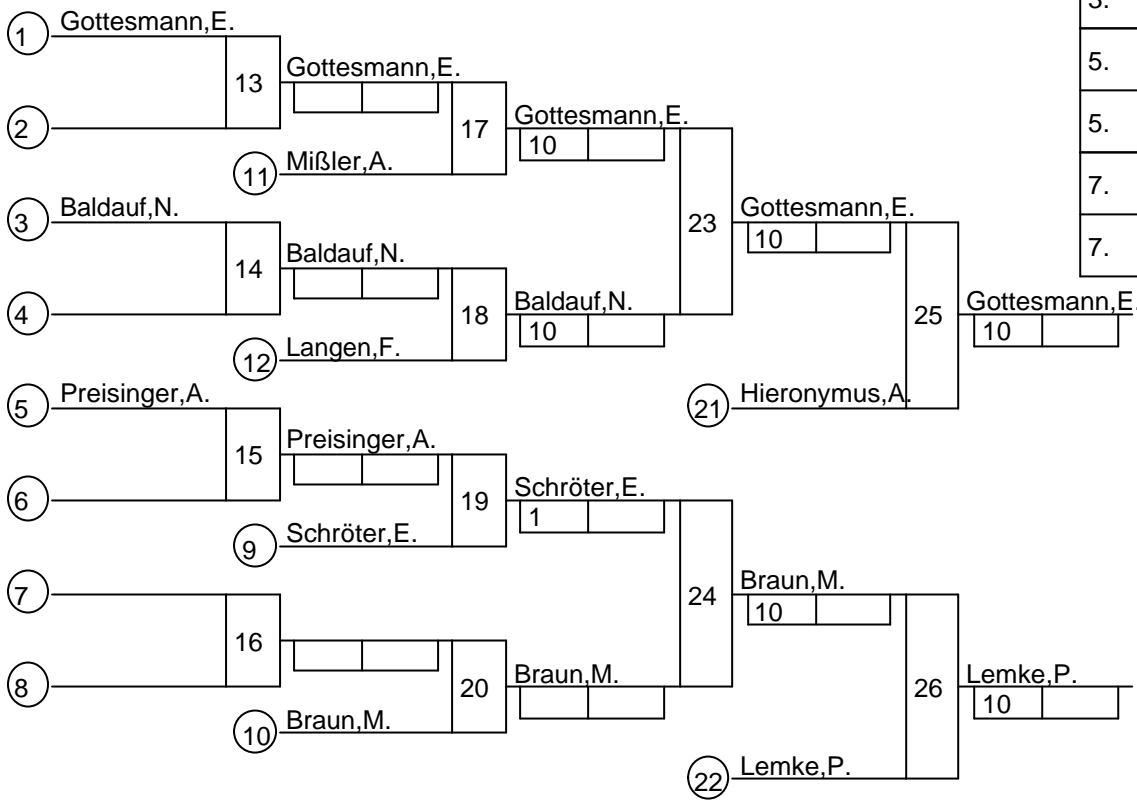 3.
1 Gottesmann,E.
13 Gottesmann,E.
5.
2
17 Gottesmann,E.
10
11 Mißler,A.
5.
7.
3 Baldauf,N.
23 Gottesmann,E.
10
14 Baldauf,N.
7.
4
18 Baldauf,N.
10
25 Gottesmann,E.
10
12 Langen,F.
5 Preisinger,A.
21 Hieronymus,A.
15 Preisinger,A.
6
19 Schröter,E.
1
9 Schröter,E.
7
24 Braun,M.
10
16
8
20 Braun,M.
26 Lemke,P.
10
10 Braun,M.
22 Lemke,P.